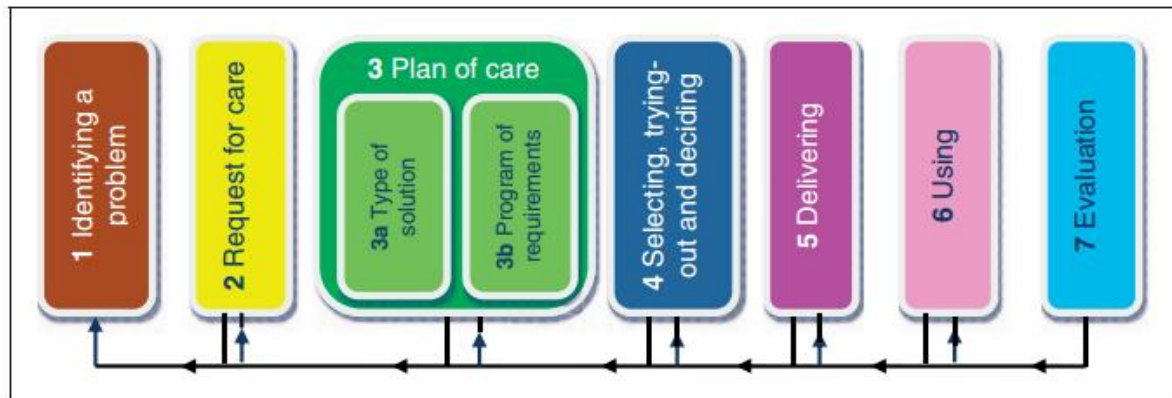 1 Identifying a
problem
2 Request for care
3 Plan of care
3a Type of
solution
3b Program of
requirements
4 Selecting, trying-
out and deciding
5 Delivering
6 Using
7 Evaluation